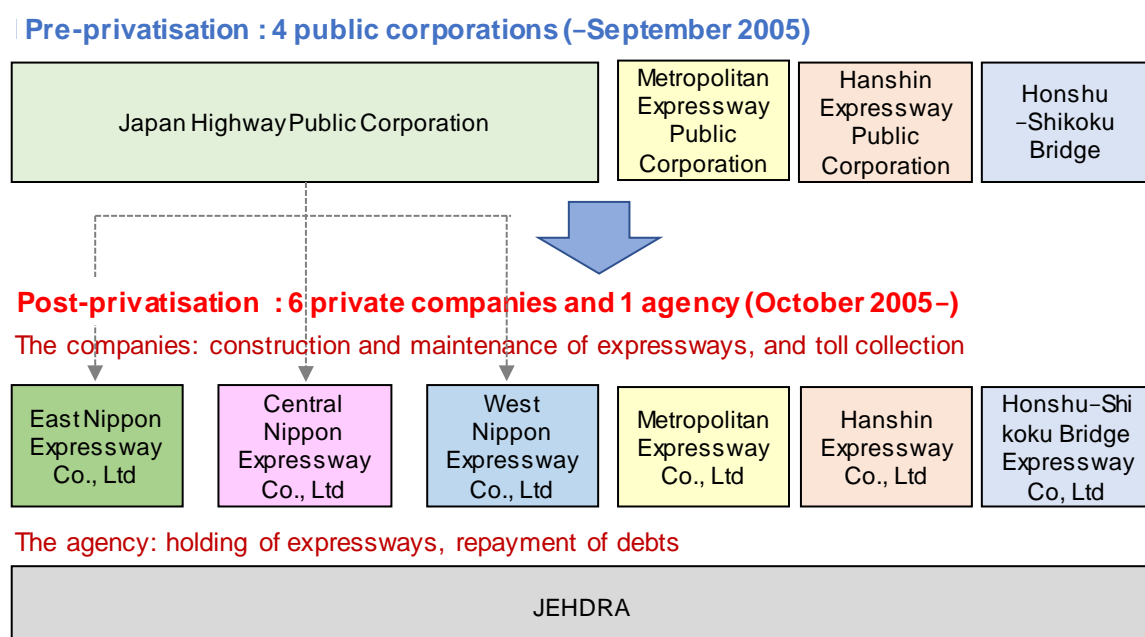 Pre-privatisation : 4 public corporations (–September 2005)
Japan Highway Public Corporation
Metropolitan
Expressway
Public
Corporation
Hanshin
Expressway
Public
Corporation
Honshu
–Shikoku
Bridge
Post-privatisation : 6 private companies and 1 agency (October 2005–)
The companies: construction and maintenance of expressways, and toll collection
East Nippon
Expressway
Co., Ltd
Central
Nippon
Expressway
Co., Ltd
West
Nippon
Expressway
Co., Ltd
Metropolitan
Expressway
Co., Ltd
Hanshin
Expressway
Co., Ltd
Honshu–Shi
koku Bridge
Expressway
Co, Ltd
The agency: holding of expressways, repayment of debts
JEHDRA